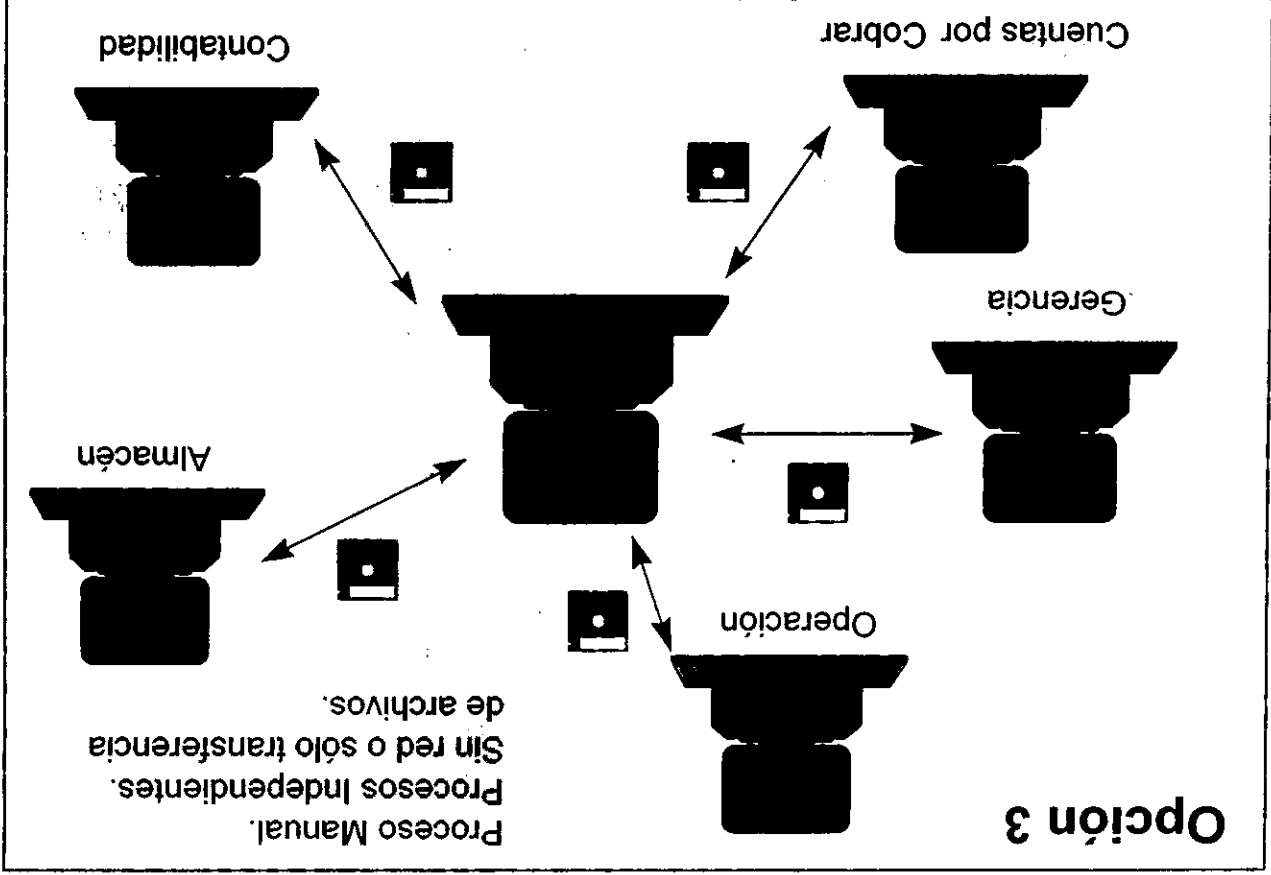 Opción 3
Proceso Manual.
Procesos Independientes.
Sin red o sólo transferencia
de archivos.
Operación
Almacén
Gerencia
Contabilidad
Cuentas por Cobrar